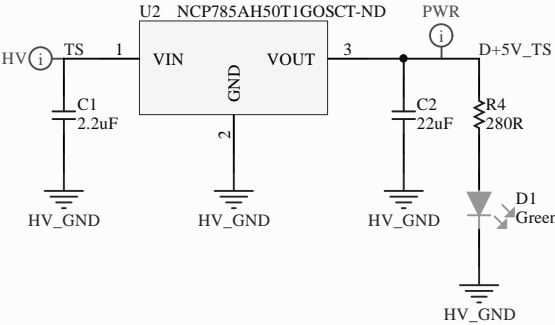 U2 NCP785AH50T1GOSCT-ND
PWR
HV i TS 1 VIN VOUT 3 i D+5V_TS
GND
C1
2.2uF
C2
22uF
R4
280R
2
HV_GND HV_GND HV_GND
D1
Green
HV_GND